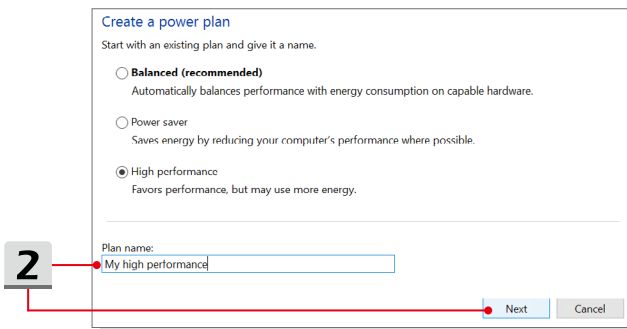 Create a power plan
Start with an existing plan and give it a name.
Balanced (recommended)
Automatically balances performance with energy consumption on capable hardware.
Power saver
Saves energy by reducing your computer's performance where possible.
High performance
Favors performance, but may use more energy.
Plan name:
2
My high performance
Next Cancel